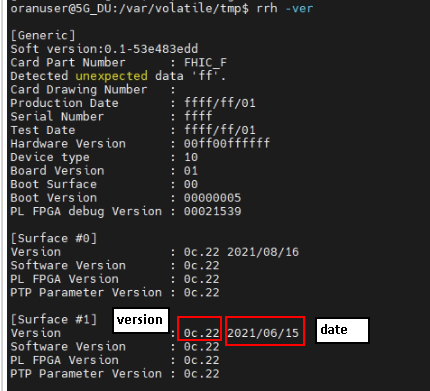 oranuser@5G_DU:/var/volatile/tmp$ rrh -ver
[Generic]
Soft version:0.1-53e483edd
Card Part Number : FHIC_F
Detected unexpected data 'ff'.
Card Drawing Number :
Production Date : ffff/ff/01
Serial Number : ffff
Test Date : ffff/ff/01
Hardware Version : 00ff00ffffff
Device type : 10
Board Version : 01
Boot Surface : 00
Boot Version : 00000005
PL FPGA debug Version : 00021539
[Surface #0]
Version : 0c.22 2021/08/16
Software Version : 0c.22
PL FPGA Version : 0c.22
PTP Parameter Version : 0c.22
[Surface #1] version
Version : 0c.22 2021/06/15 date
Software Version : 0c.22
PL FPGA Version : 0c.22
PTP Parameter Version : 0c.22